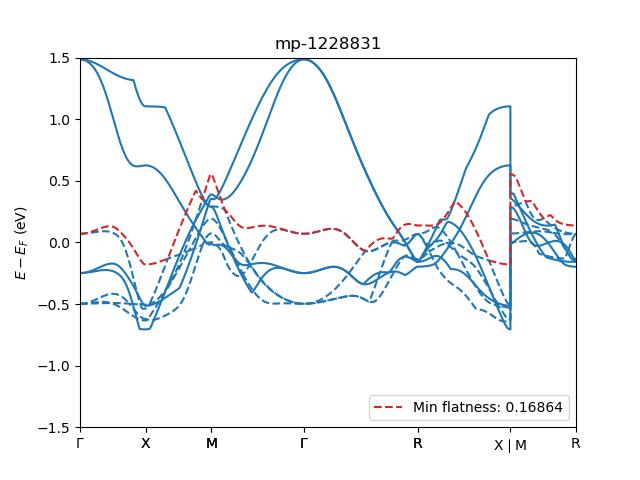 mp-1228831
1.5
1.0
0.5
0.0
−0.5
−1.0
−1.5
E − E_F (eV)
Min flatness: 0.16864
Γ X M Γ R X | M R